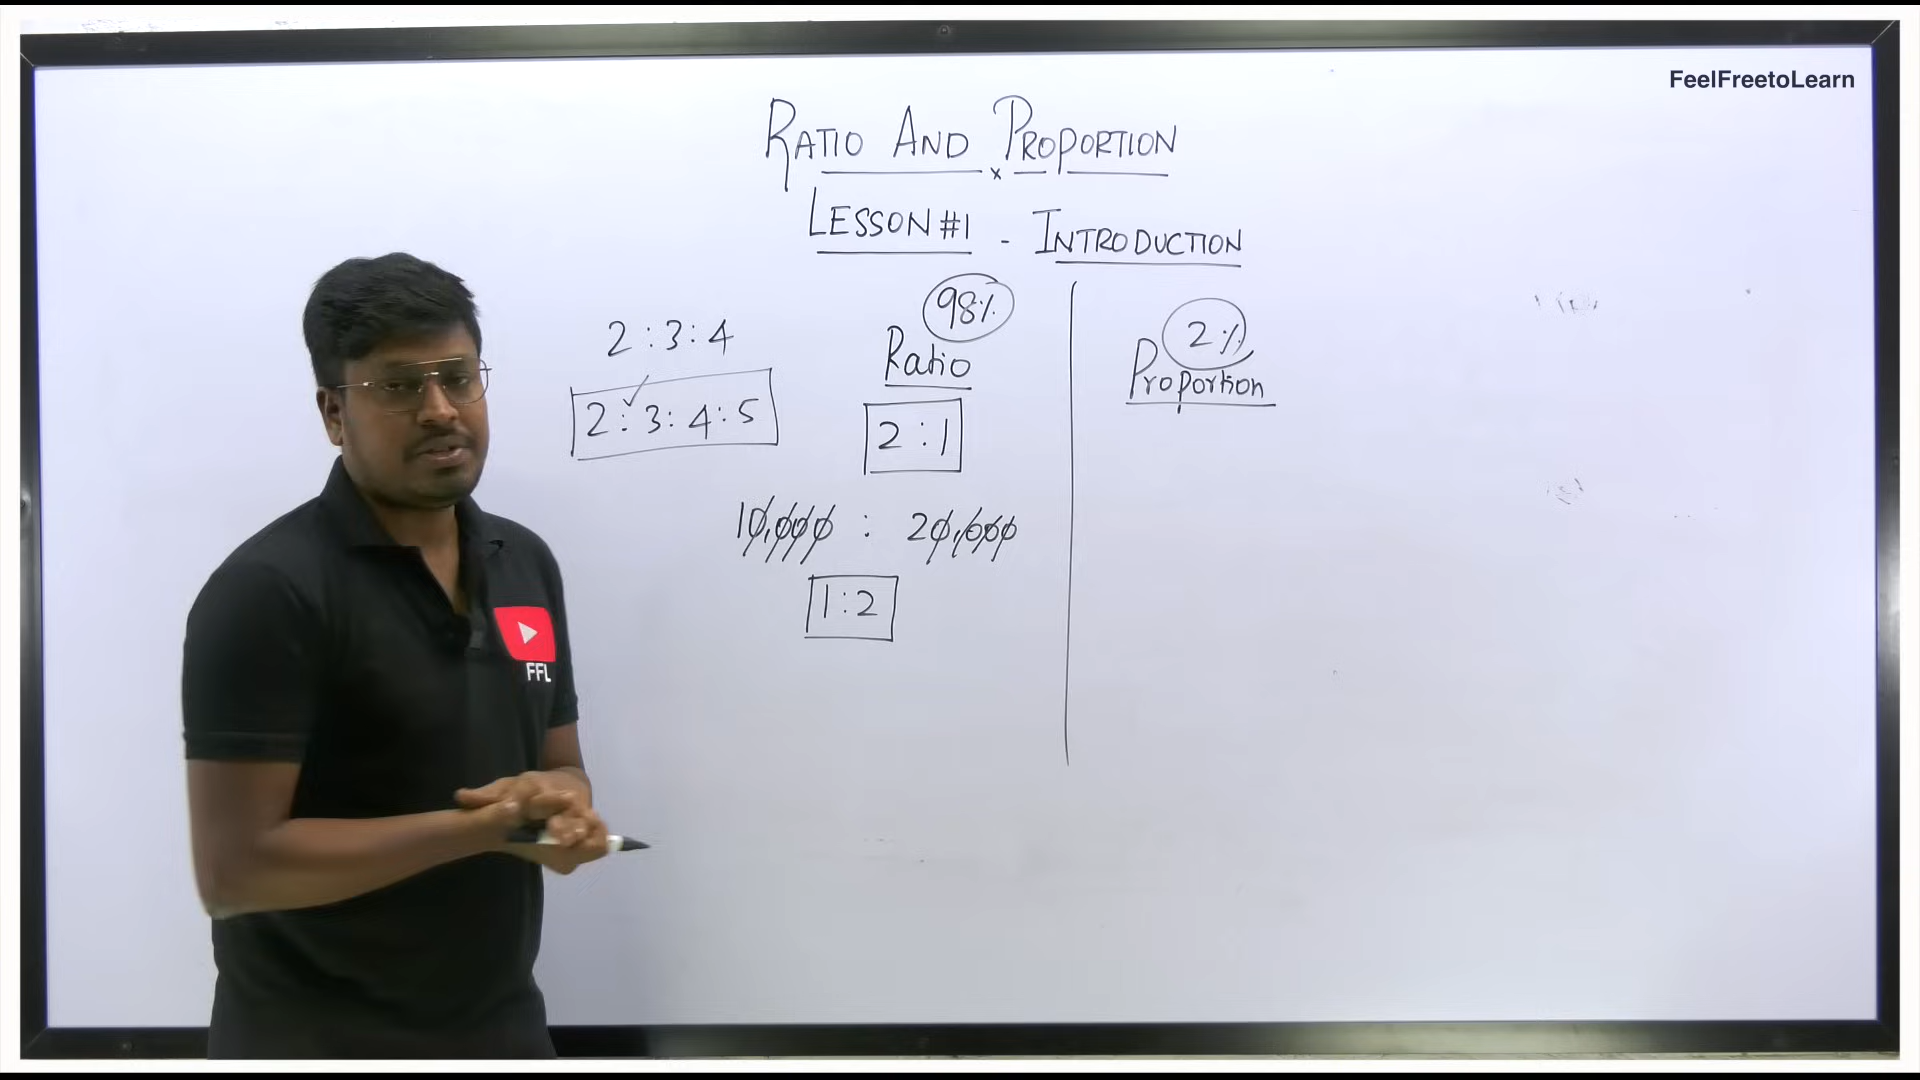 FeelFreetoLearn
RATIO AND PROPORTION
LESSON #1 - INTRODUCTION
98%
Ratio
2 : 3 : 4
2 : 3 : 4 : 5
2 : 1
10,000 : 20,000
1 : 2
2%
Proportion
FFL